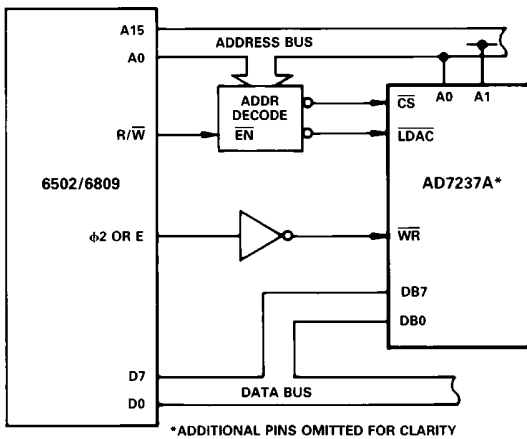 A15
ADDRESS BUS
A0
ADDR
DECODE
EN
CS
A0
A1
LDAC
R/W
6502/6809
AD7237A*
ϕ2 OR E
WR
DB7
DB0
D7
DATA BUS
D0
*ADDITIONAL PINS OMITTED FOR CLARITY